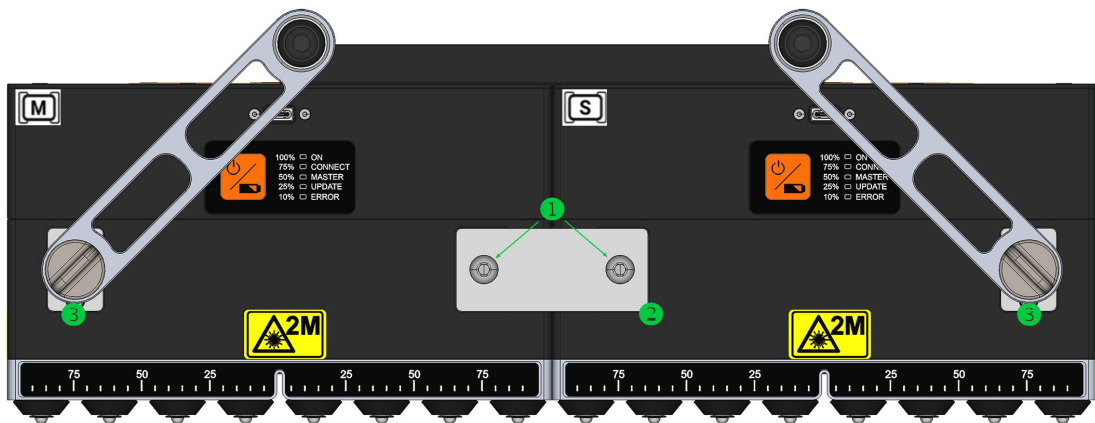 M
S
100% ON
75% CONNECT
50% MASTER
25% UPDATE
10% ERROR
100% ON
75% CONNE
50% MASTER
25% UPDATE
10% ERROR
1
2
3
3
2M
2M
75 50 25 25 50 75
75 50 25 25 50 75